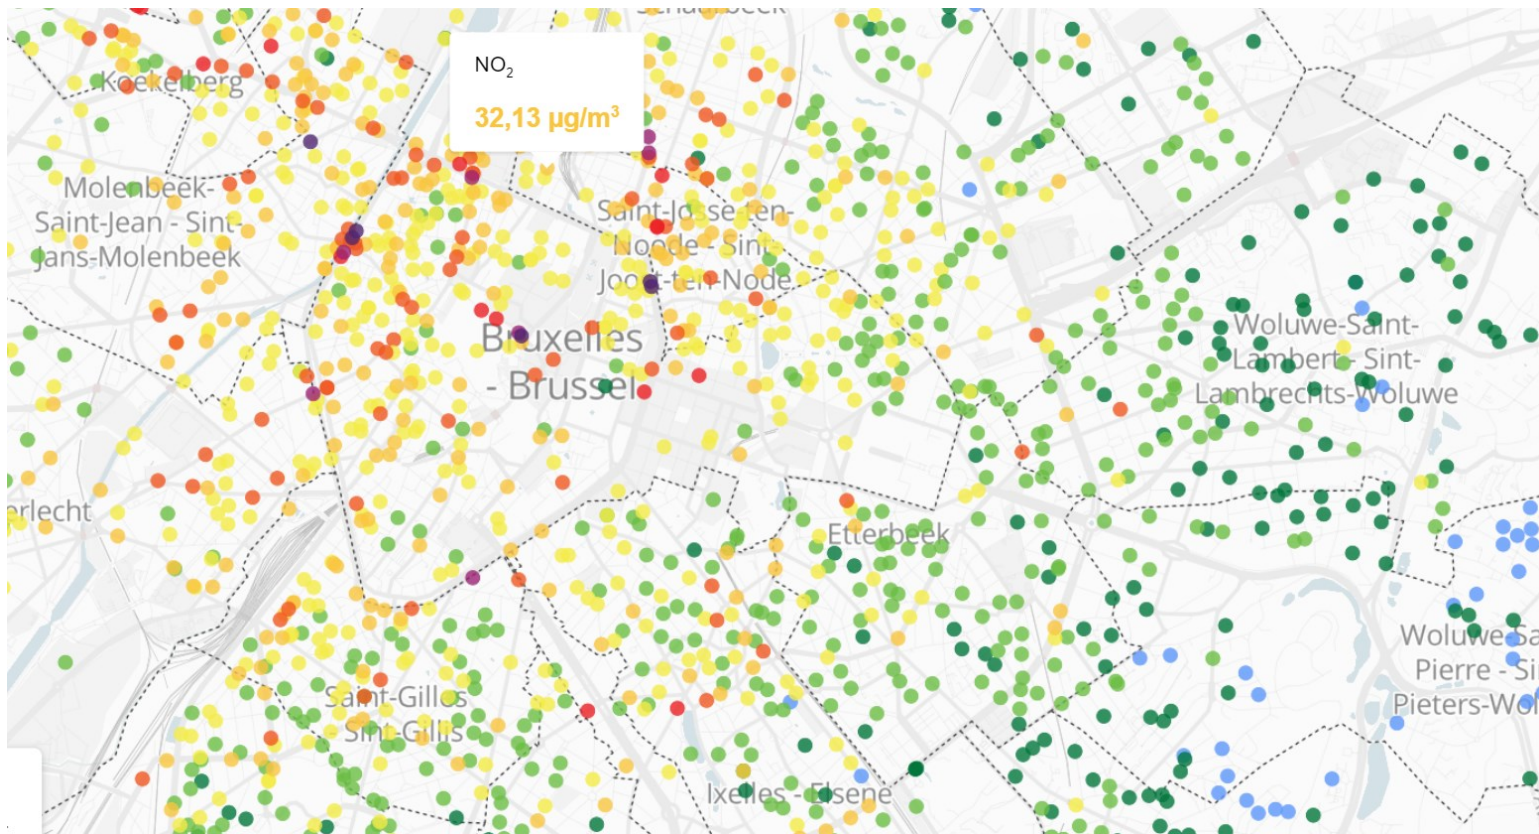 Schaarbeek
Koekelberg
NO₂
32,13 µg/m³
Molenbeek-
Saint-Jean - Sint-
Jans-Molenbeek
Saint-Josse-ten-
Noode - Sint-
Joost-ten-Node
Bruxelles
- Brussel
Woluwe-Saint-
Lambert - Sint-
Lambrechts-Woluwe
erlecht
Etterbeek
Woluwe-Sa
Pierre - Si
Pieters-Wol
Saint-Gilles
- Sint-Gillis
Ixelles - Elsene